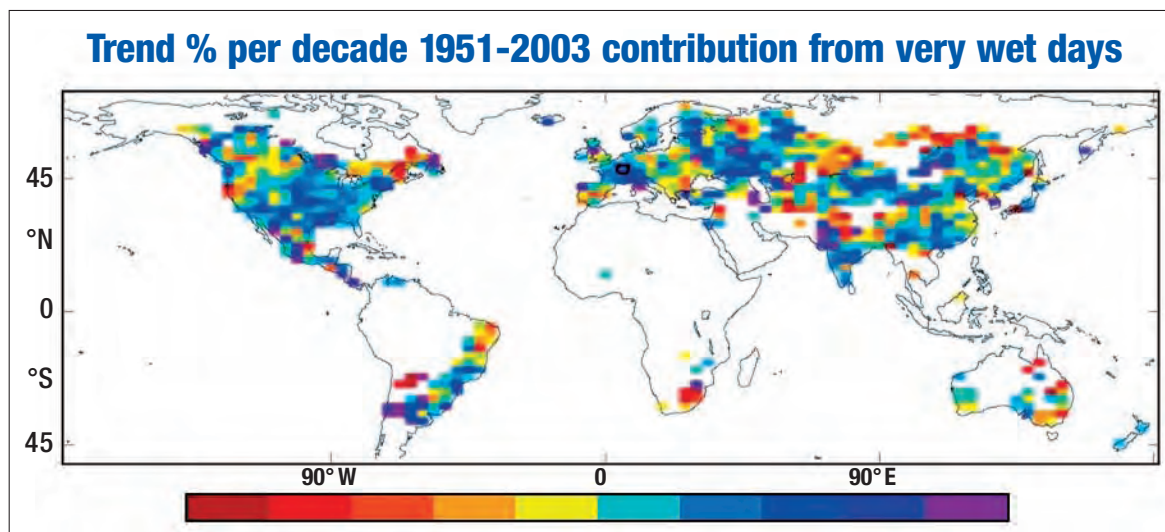 Trend % per decade 1951-2003 contribution from very wet days
45
°N
0
°S
45
90°W 0 90°E